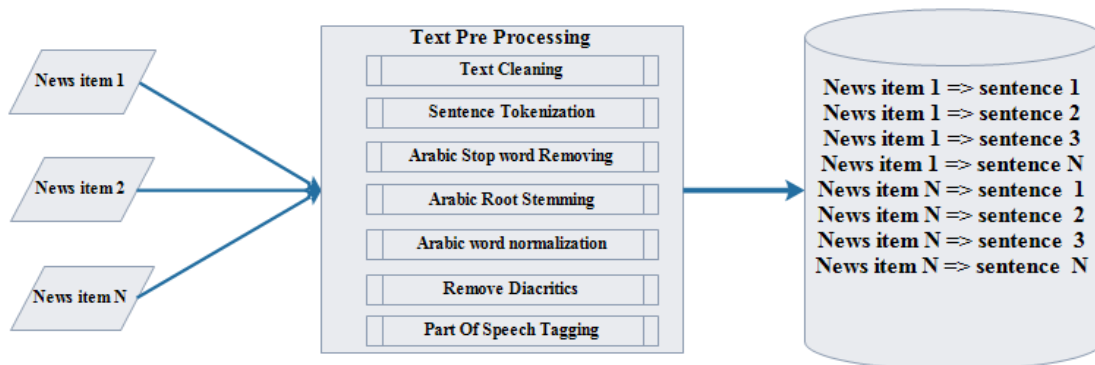 News item 1
News item 2
News item N
Text Pre Processing
Text Cleaning
Sentence Tokenization
Arabic Stop word Removing
Arabic Root Stemming
Arabic word normalization
Remove Diacritics
Part Of Speech Tagging
News item 1 => sentence 1
News item 1 => sentence 2
News item 1 => sentence 3
News item 1 => sentence N
News item N => sentence 1
News item N => sentence 2
News item N => sentence 3
News item N => sentence N